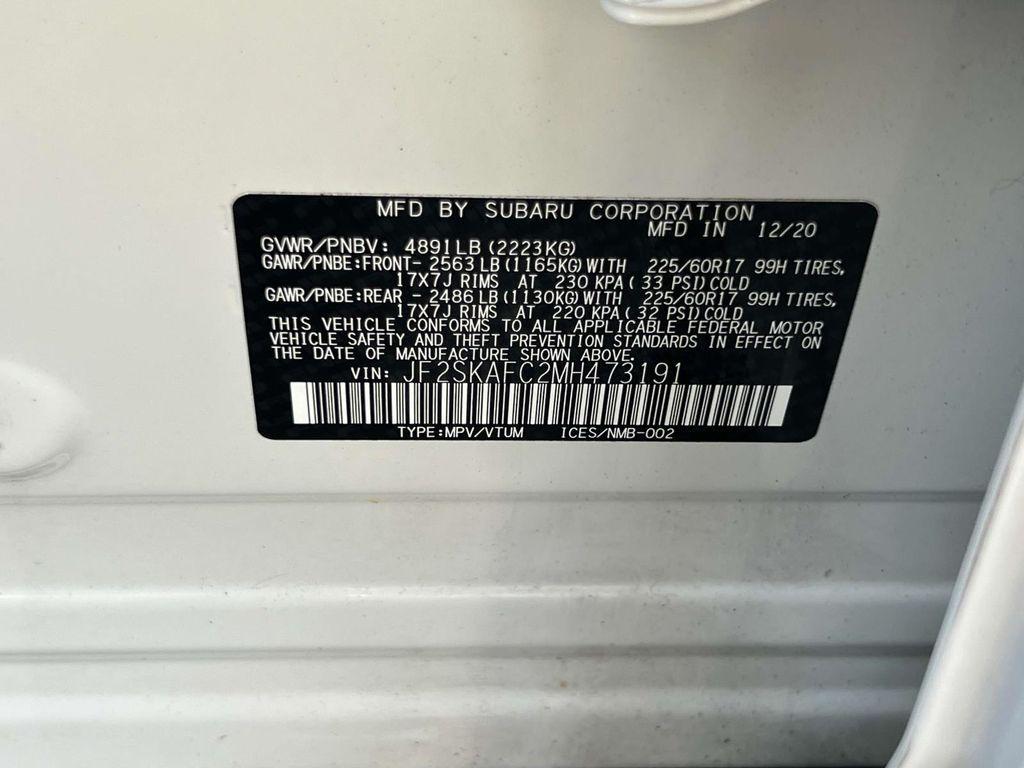 MFD BY SUBARU CORPORATION
MFD IN 12/20
GVWR/PNBV: 4891LB (2223KG)
GAWR/PNBE:FRONT- 2563 LB (1165KG) WITH 225/60R17 99H TIRES,
17X7J RIMS AT 230 KPA ( 33 PSI) COLD
GAWR/PNBE:REAR - 2486 LB (1130KG) WITH 225/60R17 99H TIRES,
17X7J RIMS AT 220 KPA ( 32 PSI) COLD
THIS VEHICLE CONFORMS TO ALL APPLICABLE FEDERAL MOTOR
VEHICLE SAFETY AND THEFT PREVENTION STANDARDS IN EFFECT ON
THE DATE OF MANUFACTURE SHOWN ABOVE.
VIN: JF2SKAFC2MH473191
TYPE:MPV/VTUM ICES/NMB-002